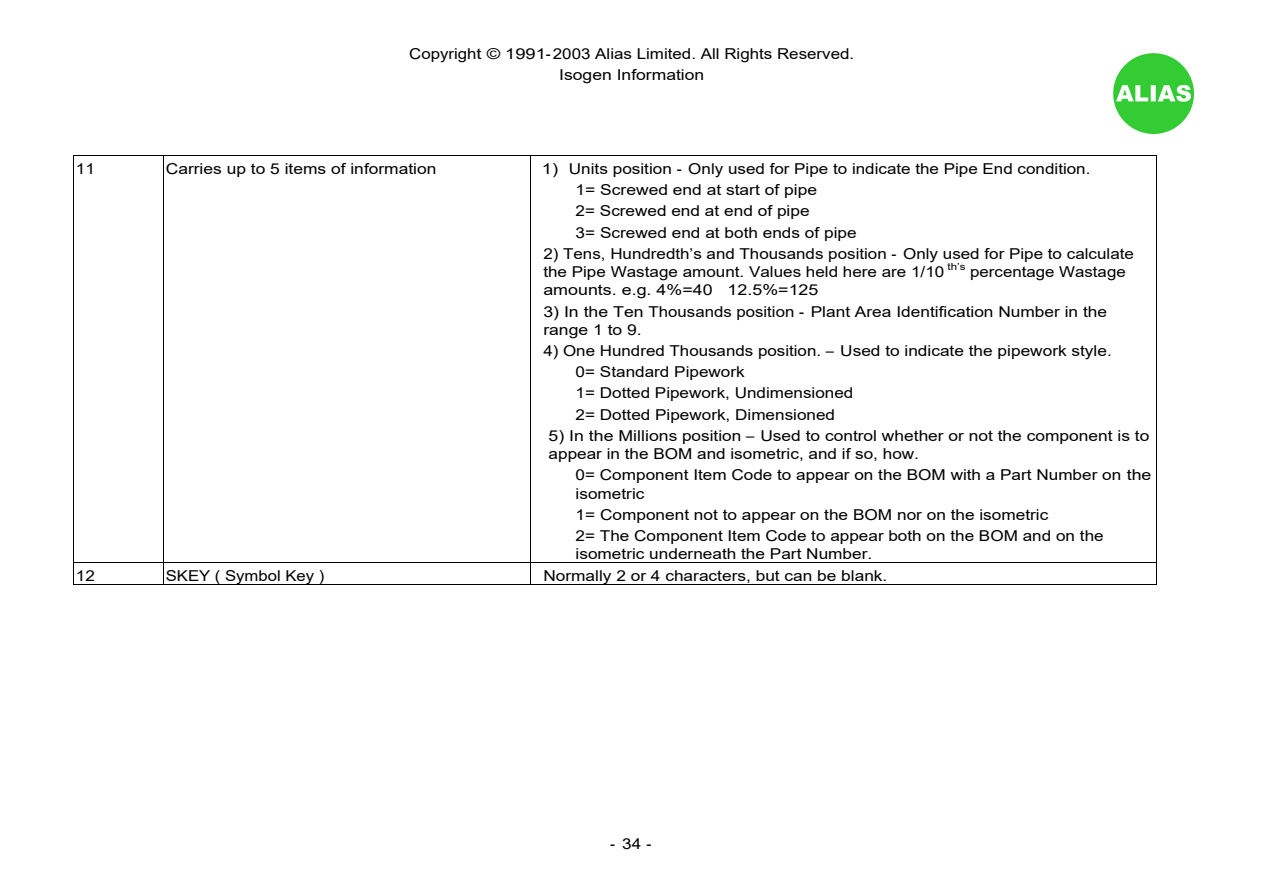 Copyright © 1991-2003 Alias Limited. All Rights Reserved.
Isogen Information
ALIAS
11 Carries up to 5 items of information 1) Units position - Only used for Pipe to indicate the Pipe End condition.
1= Screwed end at start of pipe
2= Screwed end at end of pipe
3= Screwed end at both ends of pipe
2) Tens, Hundredth’s and Thousands position - Only used for Pipe to calculate
the Pipe Wastage amount. Values held here are 1/10 th’s percentage Wastage
amounts. e.g. 4%=40 12.5%=125
3) In the Ten Thousands position - Plant Area Identification Number in the
range 1 to 9.
4) One Hundred Thousands position. – Used to indicate the pipework style.
0= Standard Pipework
1= Dotted Pipework, Undimensioned
2= Dotted Pipework, Dimensioned
5) In the Millions position – Used to control whether or not the component is to
appear in the BOM and isometric, and if so, how.
0= Component Item Code to appear on the BOM with a Part Number on the
isometric
1= Component not to appear on the BOM nor on the isometric
2= The Component Item Code to appear both on the BOM and on the
isometric underneath the Part Number.
12 SKEY ( Symbol Key ) Normally 2 or 4 characters, but can be blank.
- 34 -